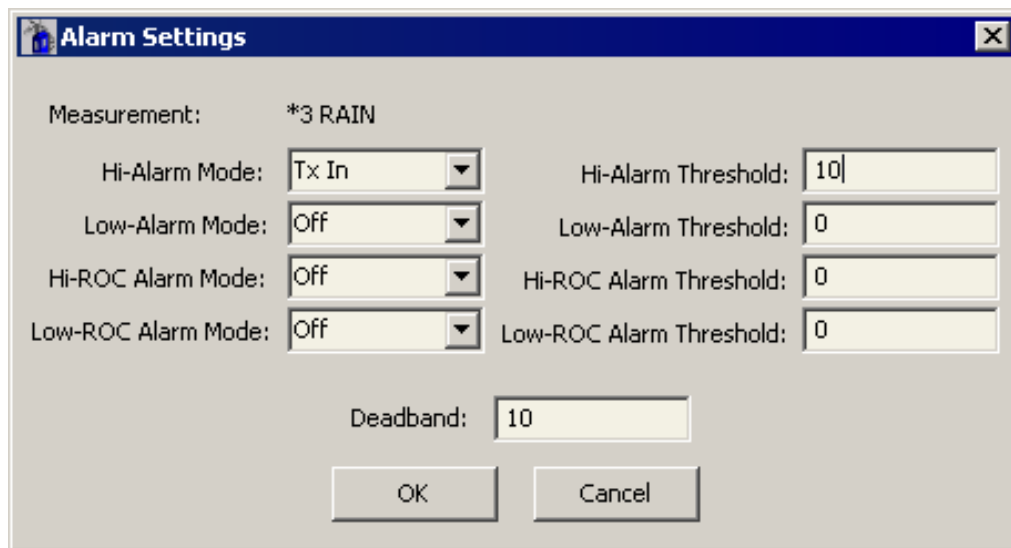 Alarm Settings
Measurement: *3 RAIN
Hi-Alarm Mode: Tx In Hi-Alarm Threshold: 10
Low-Alarm Mode: Off Low-Alarm Threshold: 0
Hi-ROC Alarm Mode: Off Hi-ROC Alarm Threshold: 0
Low-ROC Alarm Mode: Off Low-ROC Alarm Threshold: 0
Deadband: 10
OK Cancel